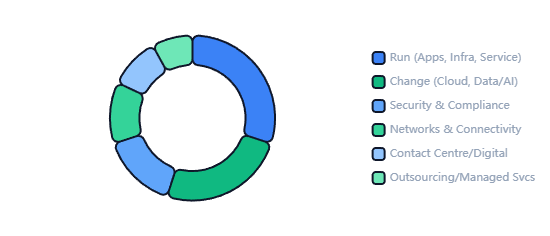 Run (Apps, Infra, Service)
Change (Cloud, Data/AI)
Security & Compliance
Networks & Connectivity
Contact Centre/Digital
Outsourcing/Managed Svcs